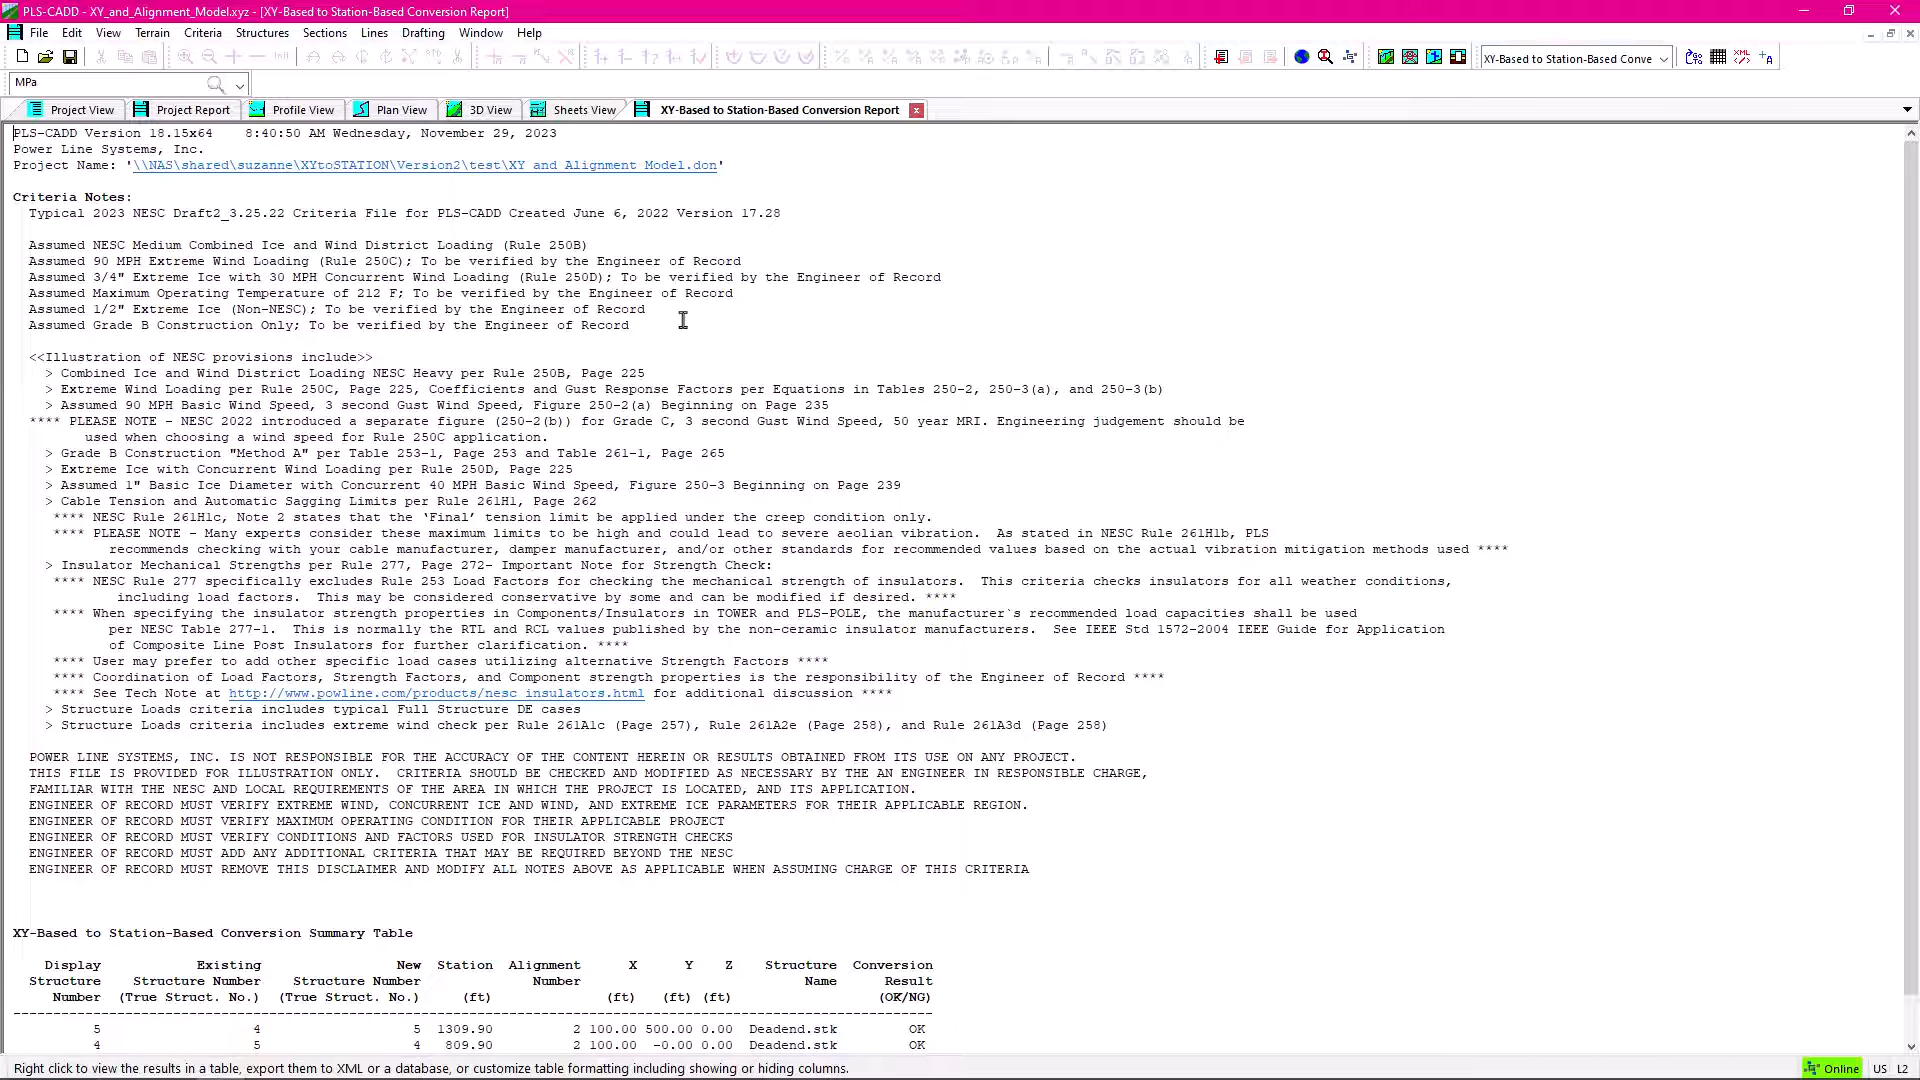 PLS-CADD - XY_and_Alignment_Model.xyz - [XY-Based to Station-Based Conversion Report]
File Edit View Terrain Criteria Structures Sections Lines Drafting Window Help
XY-Based to Station-Based Conve
MPa
Project View Project Report Profile View Plan View 3D View Sheets View XY-Based to Station-Based Conversion Report
PLS-CADD Version 18.15x64 8:40:50 AM Wednesday, November 29, 2023
Power Line Systems, Inc.
Project Name: '\\NAS\shared\suzanne\XYtoSTATION\Version2\test\XY and Alignment Model.don'
Criteria Notes:
Typical 2023 NESC Draft2_3.25.22 Criteria File for PLS-CADD Created June 6, 2022 Version 17.28
Assumed NESC Medium Combined Ice and Wind District Loading (Rule 250B)
Assumed 90 MPH Extreme Wind Loading (Rule 250C); To be verified by the Engineer of Record
Assumed 3/4" Extreme Ice with 30 MPH Concurrent Wind Loading (Rule 250D); To be verified by the Engineer of Record
Assumed Maximum Operating Temperature of 212 F; To be verified by the Engineer of Record
Assumed 1/2" Extreme Ice (Non-NESC); To be verified by the Engineer of Record
Assumed Grade B Construction Only; To be verified by the Engineer of Record
<<Illustration of NESC provisions include>>
> Combined Ice and Wind District Loading NESC Heavy per Rule 250B, Page 225
> Extreme Wind Loading per Rule 250C, Page 225, Coefficients and Gust Response Factors per Equations in Tables 250-2, 250-3(a), and 250-3(b)
> Assumed 90 MPH Basic Wind Speed, 3 second Gust Wind Speed, Figure 250-2(a) Beginning on Page 235
**** PLEASE NOTE - NESC 2022 introduced a separate figure (250-2(b)) for Grade C, 3 second Gust Wind Speed, 50 year MRI. Engineering judgement should be
used when choosing a wind speed for Rule 250C application.
> Grade B Construction "Method A" per Table 253-1, Page 253 and Table 261-1, Page 265
> Extreme Ice with Concurrent Wind Loading per Rule 250D, Page 225
> Assumed 1" Basic Ice Diameter with Concurrent 40 MPH Basic Wind Speed, Figure 250-3 Beginning on Page 239
> Cable Tension and Automatic Sagging Limits per Rule 261H1, Page 262
**** NESC Rule 261H1c, Note 2 states that the ‘Final’ tension limit be applied under the creep condition only.
**** PLEASE NOTE - Many experts consider these maximum limits to be high and could lead to severe aeolian vibration. As stated in NESC Rule 261H1b, PLS
recommends checking with your cable manufacturer, damper manufacturer, and/or other standards for recommended values based on the actual vibration mitigation methods used ****
> Insulator Mechanical Strengths per Rule 277, Page 272- Important Note for Strength Check:
**** NESC Rule 277 specifically excludes Rule 253 Load Factors for checking the mechanical strength of insulators. This criteria checks insulators for all weather conditions,
including load factors. This may be considered conservative by some and can be modified if desired. ****
**** When specifying the insulator strength properties in Components/Insulators in TOWER and PLS-POLE, the manufacturer`s recommended load capacities shall be used
per NESC Table 277-1. This is normally the RTL and RCL values published by the non-ceramic insulator manufacturers. See IEEE Std 1572-2004 IEEE Guide for Application
of Composite Line Post Insulators for further clarification. ****
**** User may prefer to add other specific load cases utilizing alternative Strength Factors ****
**** Coordination of Load Factors, Strength Factors, and Component strength properties is the responsibility of the Engineer of Record ****
**** See Tech Note at http://www.powline.com/products/nesc_insulators.html for additional discussion ****
> Structure Loads criteria includes typical Full Structure DE cases
> Structure Loads criteria includes extreme wind check per Rule 261A1c (Page 257), Rule 261A2e (Page 258), and Rule 261A3d (Page 258)
POWER LINE SYSTEMS, INC. IS NOT RESPONSIBLE FOR THE ACCURACY OF THE CONTENT HEREIN OR RESULTS OBTAINED FROM ITS USE ON ANY PROJECT.
THIS FILE IS PROVIDED FOR ILLUSTRATION ONLY. CRITERIA SHOULD BE CHECKED AND MODIFIED AS NECESSARY BY THE AN ENGINEER IN RESPONSIBLE CHARGE,
FAMILIAR WITH THE NESC AND LOCAL REQUIREMENTS OF THE AREA IN WHICH THE PROJECT IS LOCATED, AND ITS APPLICATION.
ENGINEER OF RECORD MUST VERIFY EXTREME WIND, CONCURRENT ICE AND WIND, AND EXTREME ICE PARAMETERS FOR THEIR APPLICABLE REGION.
ENGINEER OF RECORD MUST VERIFY MAXIMUM OPERATING CONDITION FOR THEIR APPLICABLE PROJECT
ENGINEER OF RECORD MUST VERIFY CONDITIONS AND FACTORS USED FOR INSULATOR STRENGTH CHECKS
ENGINEER OF RECORD MUST ADD ANY ADDITIONAL CRITERIA THAT MAY BE REQUIRED BEYOND THE NESC
ENGINEER OF RECORD MUST REMOVE THIS DISCLAIMER AND MODIFY ALL NOTES ABOVE AS APPLICABLE WHEN ASSUMING CHARGE OF THIS CRITERIA
XY-Based to Station-Based Conversion Summary Table
Display Existing New Station Alignment X Y Z Structure Conversion
Structure Structure Number Structure Number Number Name Result
Number (True Struct. No.) (True Struct. No.) (ft) (ft) (ft) (ft) (OK/NG)
5 4 5 1309.90 2 100.00 500.00 0.00 Deadend.stk OK
4 5 4 809.90 2 100.00 -0.00 0.00 Deadend.stk OK
Right click to view the results in a table, export them to XML or a database, or customize table formatting including showing or hiding columns.
Online US L2